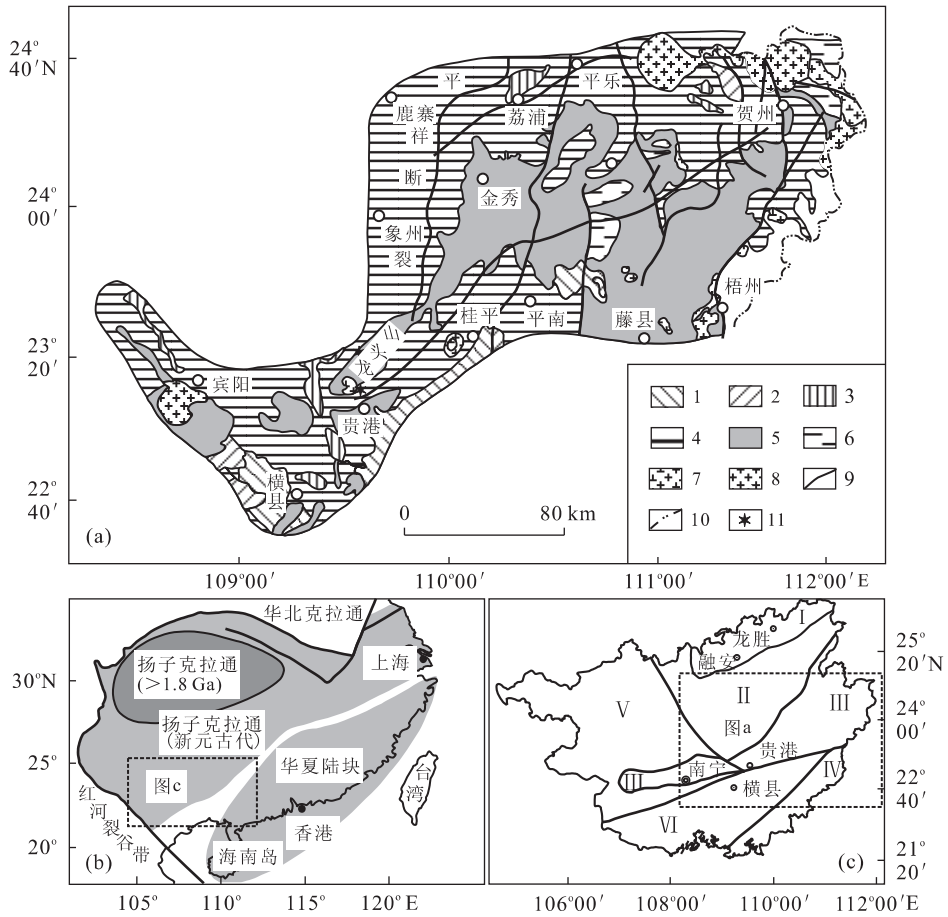 24°
40′N
24°
00′
23°
20′
22°
40′
平
祥
断
裂
鹿寨
荔浦
平乐
贺州
金秀
象州
桂平
平南
藤县
梧州
龙头山
宾阳
贵港
横县
1
2
3
4
5
6
7
8
9
10
11
0
80 km
(a)
109°00′
110°00′
111°00′
112°00′E
华北克拉通
上海
扬子克拉通
(>1.8 Ga)
扬子克拉通
(新元古代)
华夏陆块
图c
台湾
香港
海南岛
红河裂谷带
30°N
25°
20°
(b)
105°
110°
115°
120°E
龙胜
融安
I
II
III
III
IV
V
VI
图a
贵港
南宁
横县
25°
20′N
24°
00′
22°
40′
21°
20′
(c)
106°00′
108°00′
110°00′
112°00′E